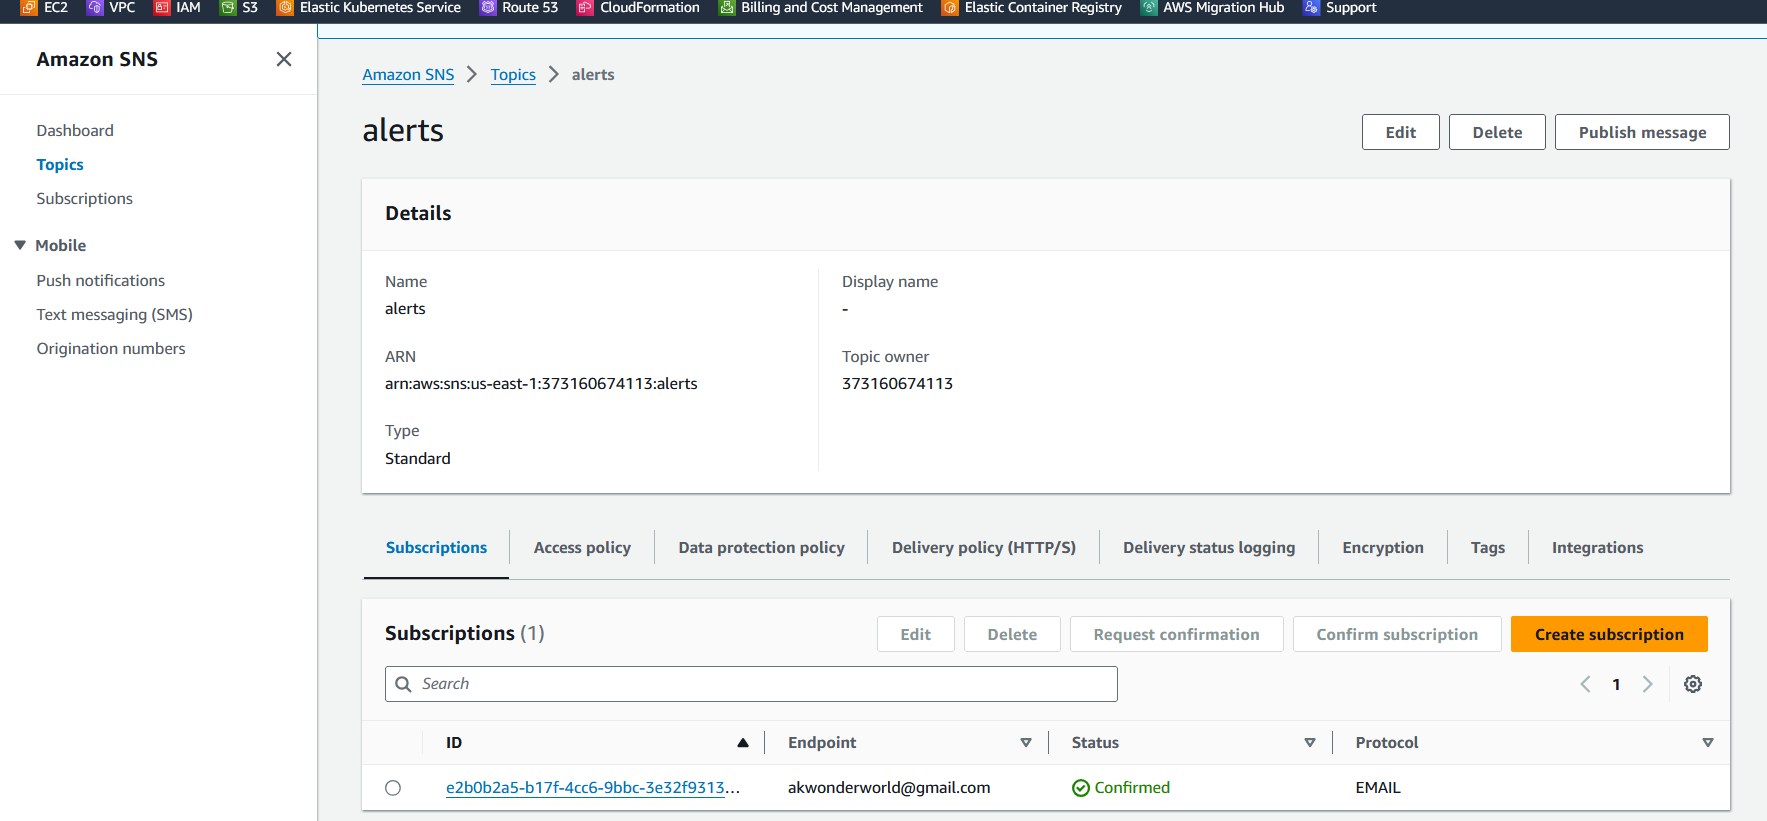 EC2 VPC IAM S3 Elastic Kubernetes Service Route 53 CloudFormation Billing and Cost Management Elastic Container Registry AWS Migration Hub Support
Amazon SNS
Dashboard
Topics
Subscriptions
Mobile
Push notifications
Text messaging (SMS)
Origination numbers
Amazon SNS > Topics > alerts
alerts
Edit Delete Publish message
Details
Name
alerts
Display name
-
ARN
arn:aws:sns:us-east-1:373160674113:alerts
Topic owner
373160674113
Type
Standard
Subscriptions Access policy Data protection policy Delivery policy (HTTP/S) Delivery status logging Encryption Tags Integrations
Subscriptions (1)
Edit Delete Request confirmation Confirm subscription Create subscription
Search
1
ID Endpoint Status Protocol
e2b0b2a5-b17f-4cc6-9bbc-3e32f9313... akwonderworld@gmail.com Confirmed EMAIL